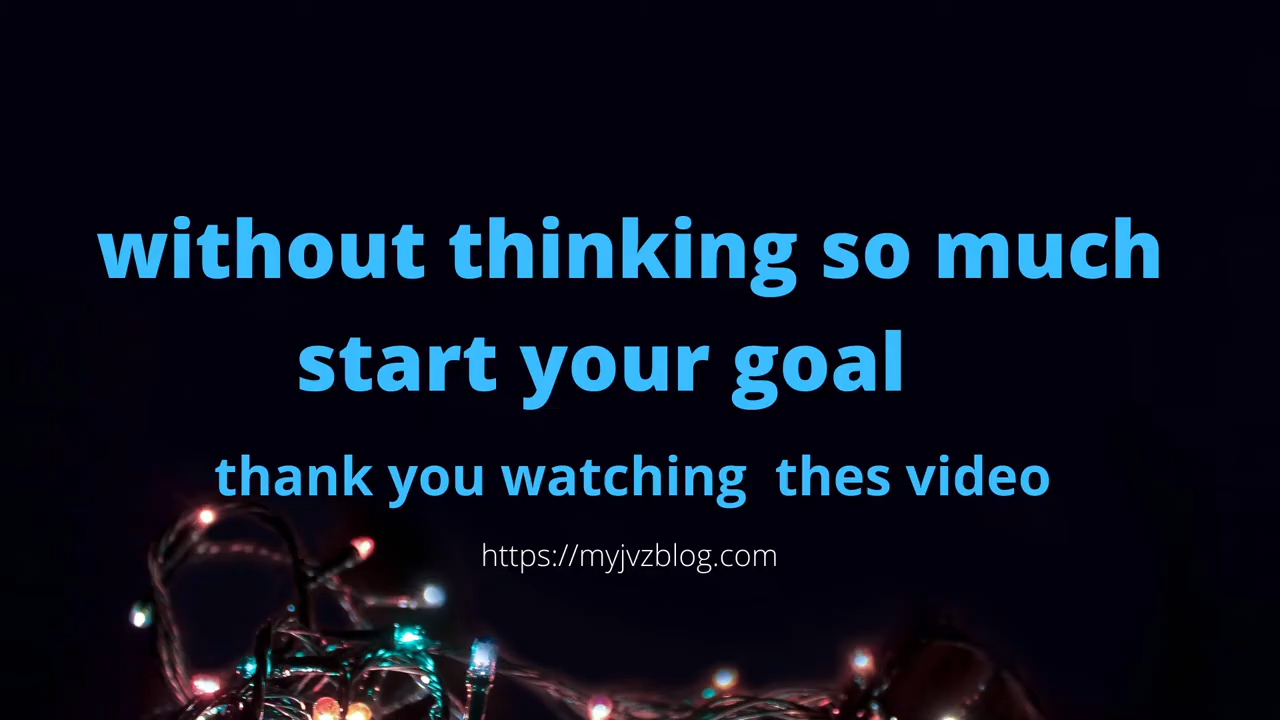 without thinking so much
start your goal
thank you watching thes video
https://myjvzblog.com